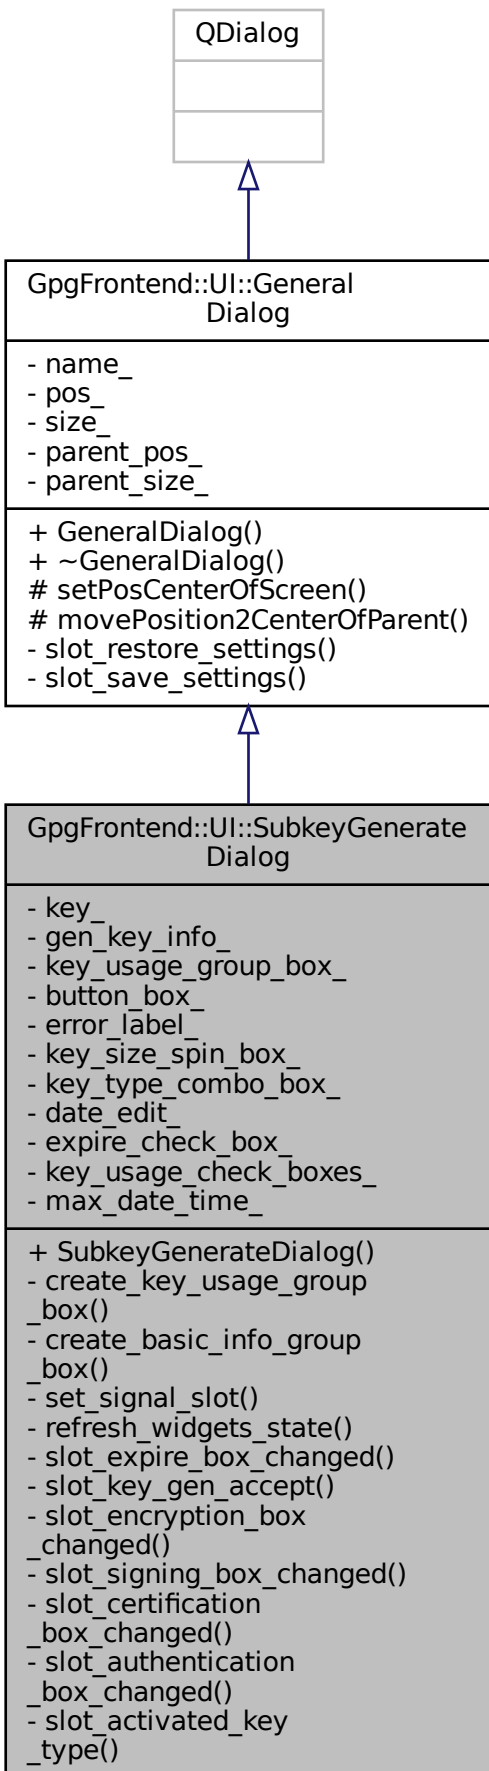 QDialog
GpgFrontend::UI::General
Dialog
- name_
- pos_
- size_
- parent_pos_
- parent_size_
+ GeneralDialog()
+ ~GeneralDialog()
# setPosCenterOfScreen()
# movePosition2CenterOfParent()
- slot_restore_settings()
- slot_save_settings()
GpgFrontend::UI::SubkeyGenerate
Dialog
- key_
- gen_key_info_
- key_usage_group_box_
- button_box_
- error_label_
- key_size_spin_box_
- key_type_combo_box_
- date_edit_
- expire_check_box_
- key_usage_check_boxes_
- max_date_time_
+ SubkeyGenerateDialog()
- create_key_usage_group
_box()
- create_basic_info_group
_box()
- set_signal_slot()
- refresh_widgets_state()
- slot_expire_box_changed()
- slot_key_gen_accept()
- slot_encryption_box
_changed()
- slot_signing_box_changed()
- slot_certification
_box_changed()
- slot_authentication
_box_changed()
- slot_activated_key
_type()